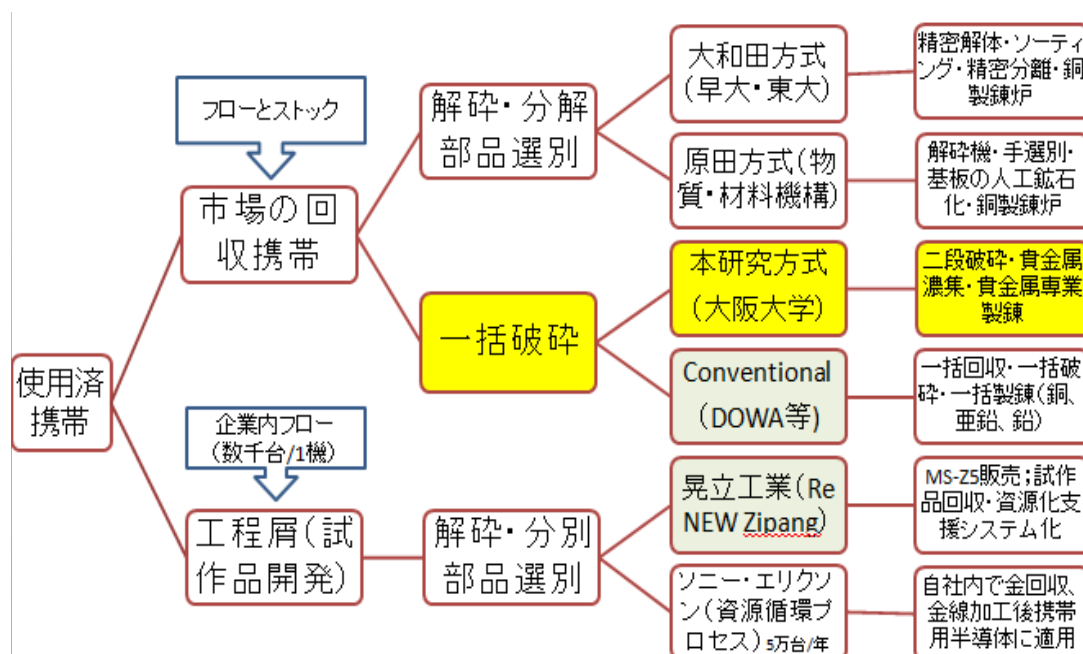 使用済
携帯
フローとストック
市場の回
収携帯
企業内フロー
(数千台/1機)
工程屑(試
作品開発)
解砕・分解
部品選別
一括破砕
解砕・分別
部品選別
大和田方式
(早大・東大)
原田方式(物
質・材料機構)
本研究方式
(大阪大学)
Conventional
(DOWA等)
晃立工業(Re
NEW Zipang)
ソニー・エリクソ
ン(資源循環プ
ロセス) 5万台/年
精密解体・ソーティ
ング・精密分離・銅
製錬炉
解砕機・手選別・
基板の人工鉱石
化・銅製錬炉
二段破砕・貴金属
濃集・貴金属専業
製錬
一括回収・一括破
砕・一括製錬(銅、
亜鉛、鉛)
MS-Z5販売;試作
品回収・資源化支
援システム化
自社内で金回収、
金線加工後携帯
用半導体に適用